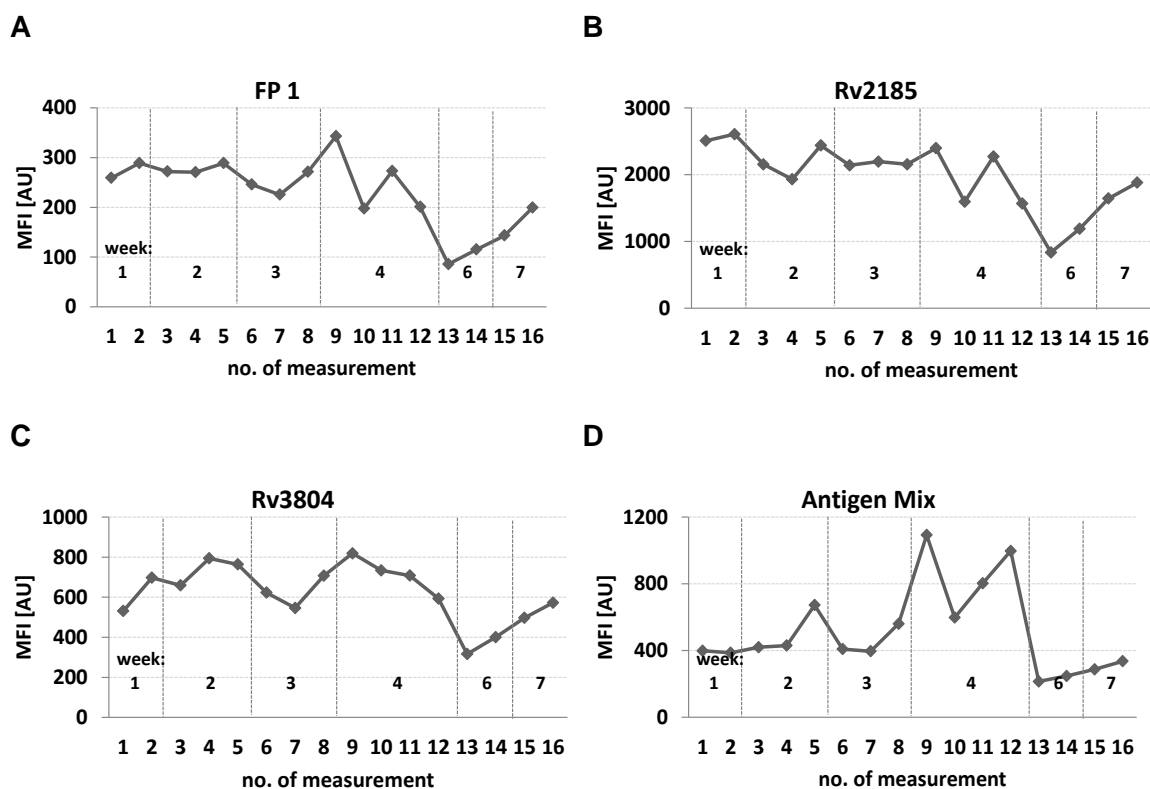 A
FP 1
400
300
200
100
0
MFI [AU]
week:
1 2 3 4 6 7
1 2 3 4 5 6 7 8 9 10 11 12 13 14 15 16
no. of measurement
B
Rv2185
3000
2000
1000
0
MFI [AU]
week:
1 2 3 4 6 7
1 2 3 4 5 6 7 8 9 10 11 12 13 14 15 16
no. of measurement
C
Rv3804
1000
800
600
400
200
0
MFI [AU]
week:
1 2 3 4 6 7
1 2 3 4 5 6 7 8 9 10 11 12 13 14 15 16
no. of measurement
D
Antigen Mix
1200
800
400
0
MFI [AU]
week:
1 2 3 4 6 7
1 2 3 4 5 6 7 8 9 10 11 12 13 14 15 16
no. of measurement